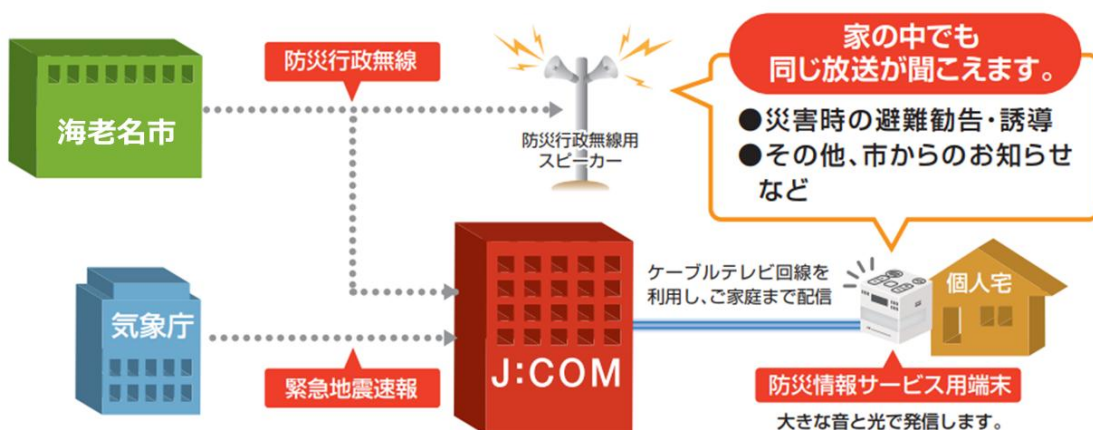 海老名市
防災行政無線
防災行政無線用
スピーカー
家の中でも
同じ放送が聞こえます。
●災害時の避難勧告・誘導
●その他、市からのお知らせ
など
気象庁
緊急地震速報
J:COM
ケーブルテレビ回線を
利用し、ご家庭まで配信
個人宅
防災情報サービス用端末
大きな音と光で発信します。